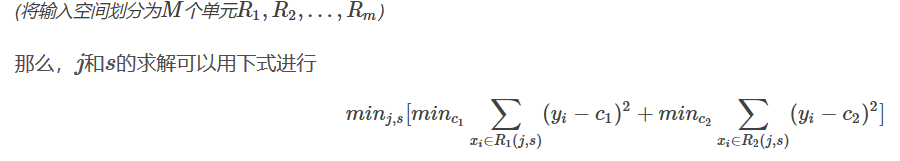 (将输入空间划分为M个单元R₁, R₂, . . . , Rₘ)
那么，j和s的求解可以用下式进行
min_{j,s}[min_{c₁} ∑_{xᵢ∈R₁(j,s)} (yᵢ − c₁)² + min_{c₂} ∑_{xᵢ∈R₂(j,s)} (yᵢ − c₂)²]